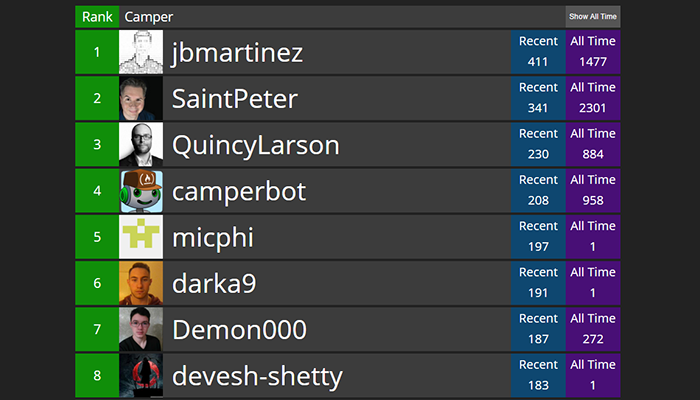 Rank Camper Show All Time
1 jbmartinez Recent 411 All Time 1477
2 SaintPeter Recent 341 All Time 2301
3 QuincyLarson Recent 230 All Time 884
4 camperbot Recent 208 All Time 958
5 micphi Recent 197 All Time 1
6 darka9 Recent 191 All Time 1
7 Demon000 Recent 187 All Time 272
8 devesh-shetty Recent 183 All Time 1